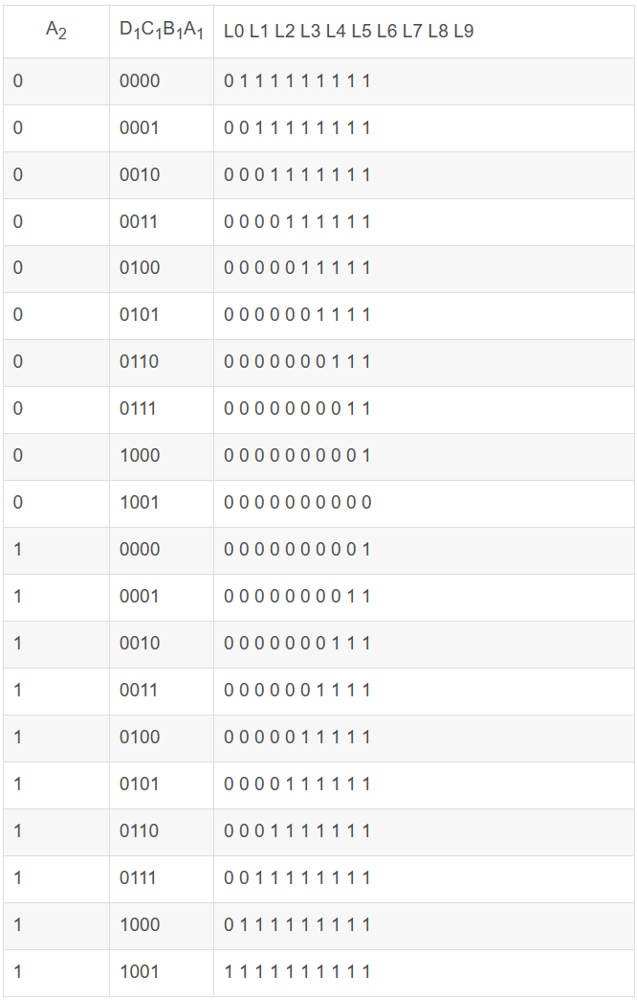 A₂ D₁C₁B₁A₁ L0 L1 L2 L3 L4 L5 L6 L7 L8 L9
0 0000 0 1 1 1 1 1 1 1 1 1
0 0001 0 0 1 1 1 1 1 1 1 1
0 0010 0 0 0 1 1 1 1 1 1 1
0 0011 0 0 0 0 1 1 1 1 1 1
0 0100 0 0 0 0 0 1 1 1 1 1
0 0101 0 0 0 0 0 0 1 1 1 1
0 0110 0 0 0 0 0 0 0 1 1 1
0 0111 0 0 0 0 0 0 0 0 1 1
0 1000 0 0 0 0 0 0 0 0 0 1
0 1001 0 0 0 0 0 0 0 0 0 0
1 0000 0 0 0 0 0 0 0 0 0 1
1 0001 0 0 0 0 0 0 0 0 1 1
1 0010 0 0 0 0 0 0 0 1 1 1
1 0011 0 0 0 0 0 0 1 1 1 1
1 0100 0 0 0 0 0 1 1 1 1 1
1 0101 0 0 0 0 1 1 1 1 1 1
1 0110 0 0 0 1 1 1 1 1 1 1
1 0111 0 0 1 1 1 1 1 1 1 1
1 1000 0 1 1 1 1 1 1 1 1 1
1 1001 1 1 1 1 1 1 1 1 1 1